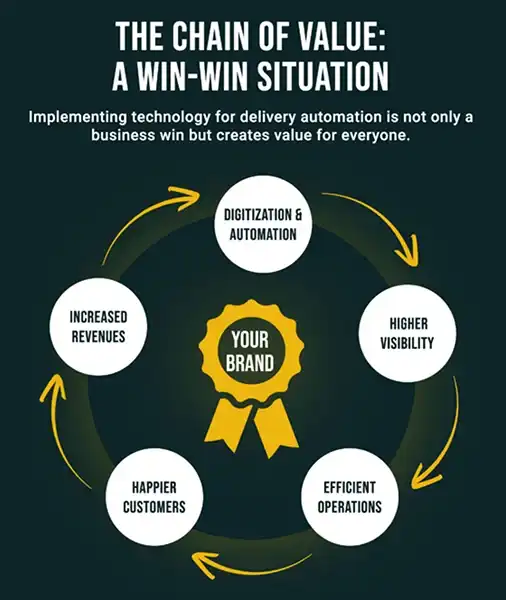 THE CHAIN OF VALUE:
A WIN-WIN SITUATION
Implementing technology for delivery automation is not only a
business win but creates value for everyone.
DIGITIZATION &
AUTOMATION
HIGHER
VISIBILITY
EFFICIENT
OPERATIONS
HAPPIER
CUSTOMERS
INCREASED
REVENUES
YOUR
BRAND